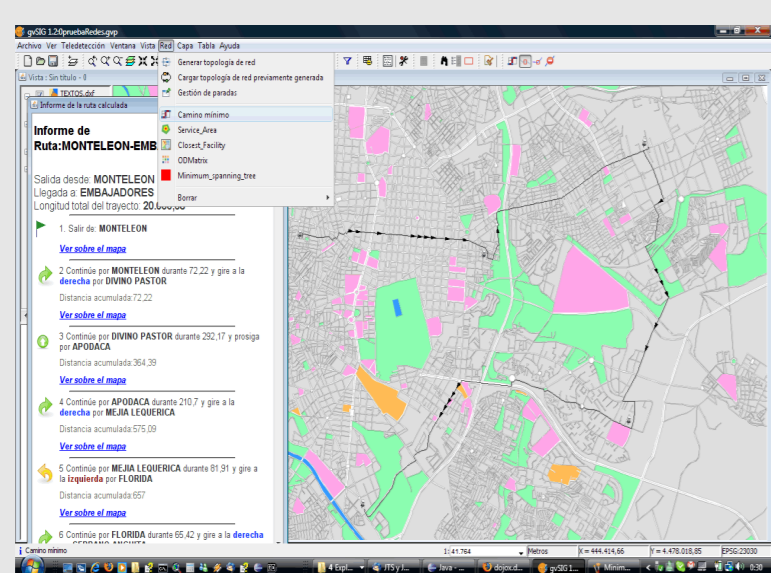 gvSIG 1.2:0pruebaRedes.gvp
Archivo Ver Teledetección Ventana Vista Red Capa Tabla Ayuda
Vista : Sin título - 0
TEXTOS.dxf
Generar topología de red
Cargar topología de red previamente generada
Gestión de paradas
Camino mínimo
Service_Area
Closest_Facility
ODMatrix
Minimum_spanning_tree
Borrar
Informe de la ruta calculada
Informe de
Ruta:MONTELEON-EMB
Salida desde: MONTELEON
Llegada a: EMBAJADORES
Longitud total del trayecto:
1. Salir de: MONTELEON
Ver sobre el mapa
2 Continúe por MONTELEON durante 72,22 y gire a la
derecha por DIVINO PASTOR
Distancia acumulada:72,22
Ver sobre el mapa
3 Continúe por DIVINO PASTOR durante 292,17 y prosiga
por APODACA
Distancia acumulada:364,39
Ver sobre el mapa
4 Continúe por APODACA durante 210,7 y gire a la
derecha por MEJIA LEQUERICA
Distancia acumulada:575,09
Ver sobre el mapa
5 Continúe por MEJIA LEQUERICA durante 81,91 y gire a
la izquierda por FLORIDA
Distancia acumulada:657
Ver sobre el mapa
6 Continúe por FLORIDA durante 65,42 y gire a la derecha
Camino mínimo
1: 41.764
Metros
X = 444.414,66
Y = 4.478.018,85
EPSG:23030
4 Expl...
JTS y J...
Java - ...
dojox.d...
gvSIG 1...
Minim...
0:30